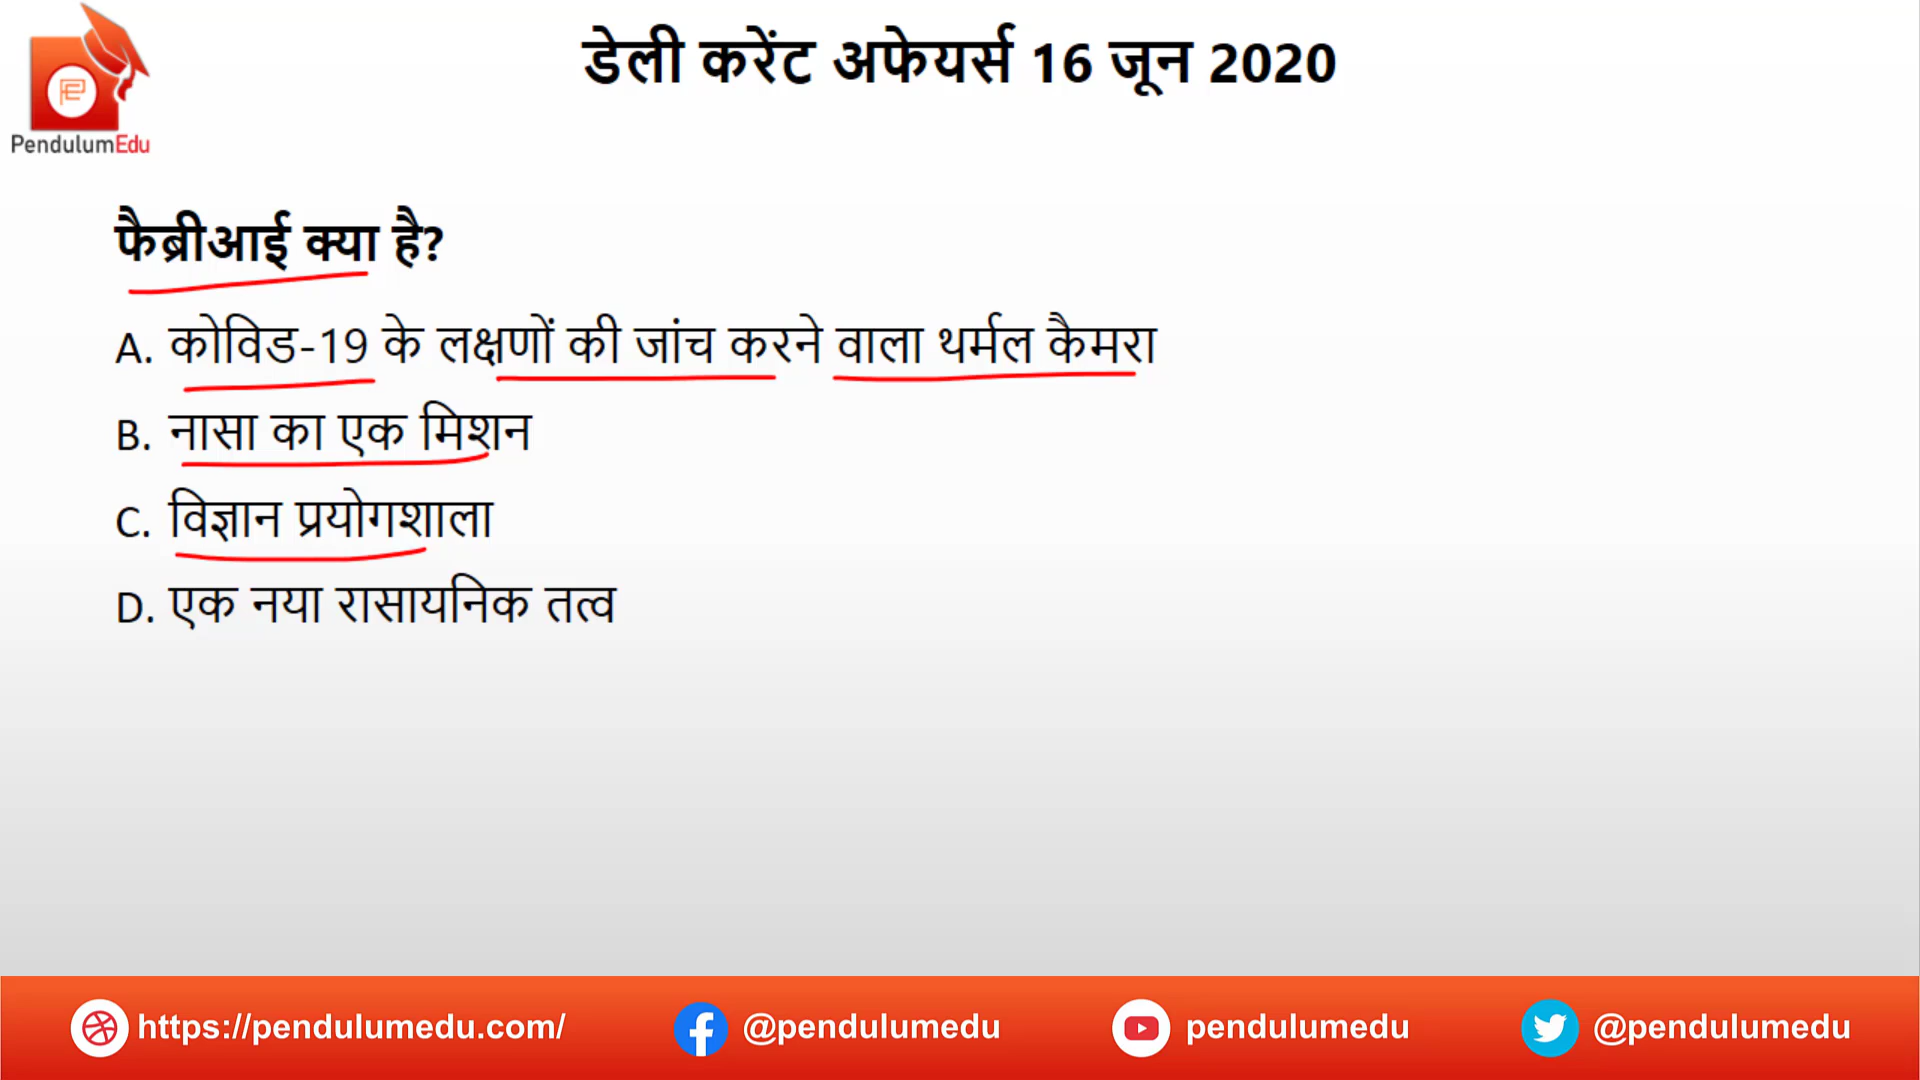 डेली करेंट अफेयर्स 16 जून 2020
PendulumEdu
फैब्रीआई क्या है?
A. कोविड-19 के लक्षणों की जांच करने वाला थर्मल कैमरा
B. नासा का एक मिशन
C. विज्ञान प्रयोगशाला
D. एक नया रासायनिक तत्व
https://pendulumedu.com/ @pendulumedu pendulumedu @pendulumedu